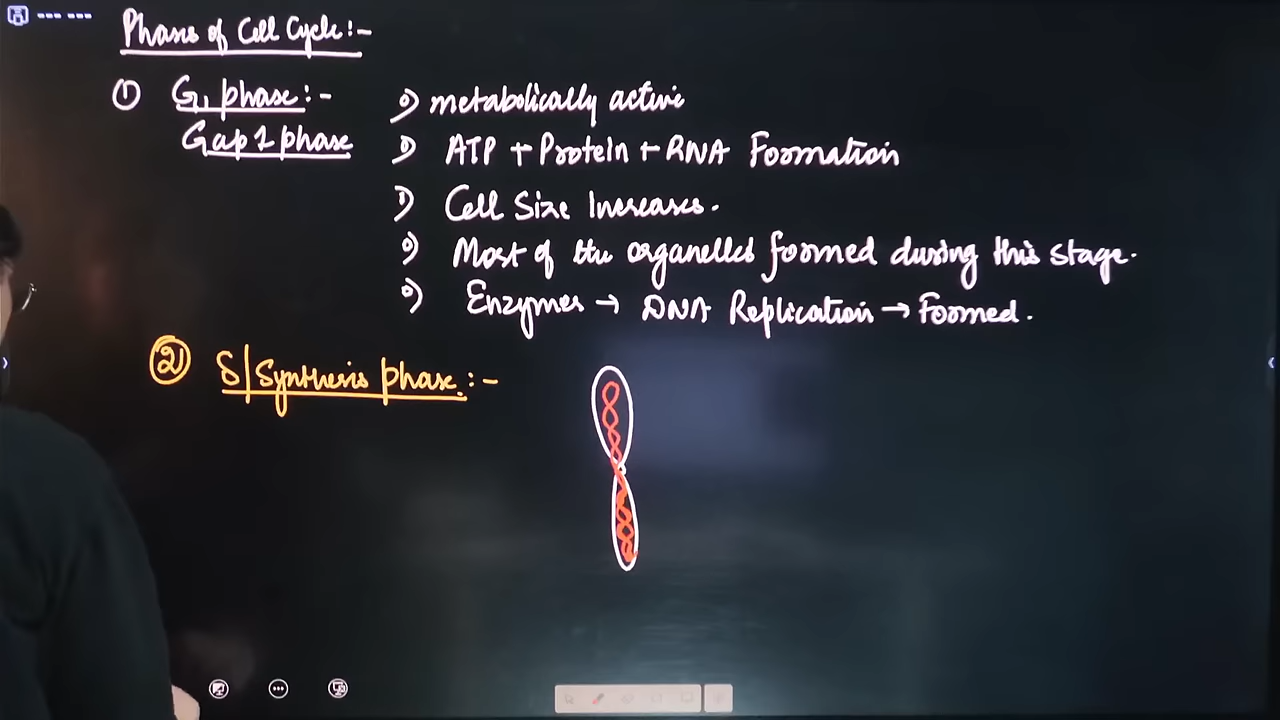 Phases of Cell Cycle:-
① G₁ phase:-
Gap 1 phase
metabolically active
ATP + Protein + RNA Formation
Cell Size Increases.
Most of the organelles formed during this stage.
Enzymes → DNA Replication → Formed.
② S/Synthesis phase:-